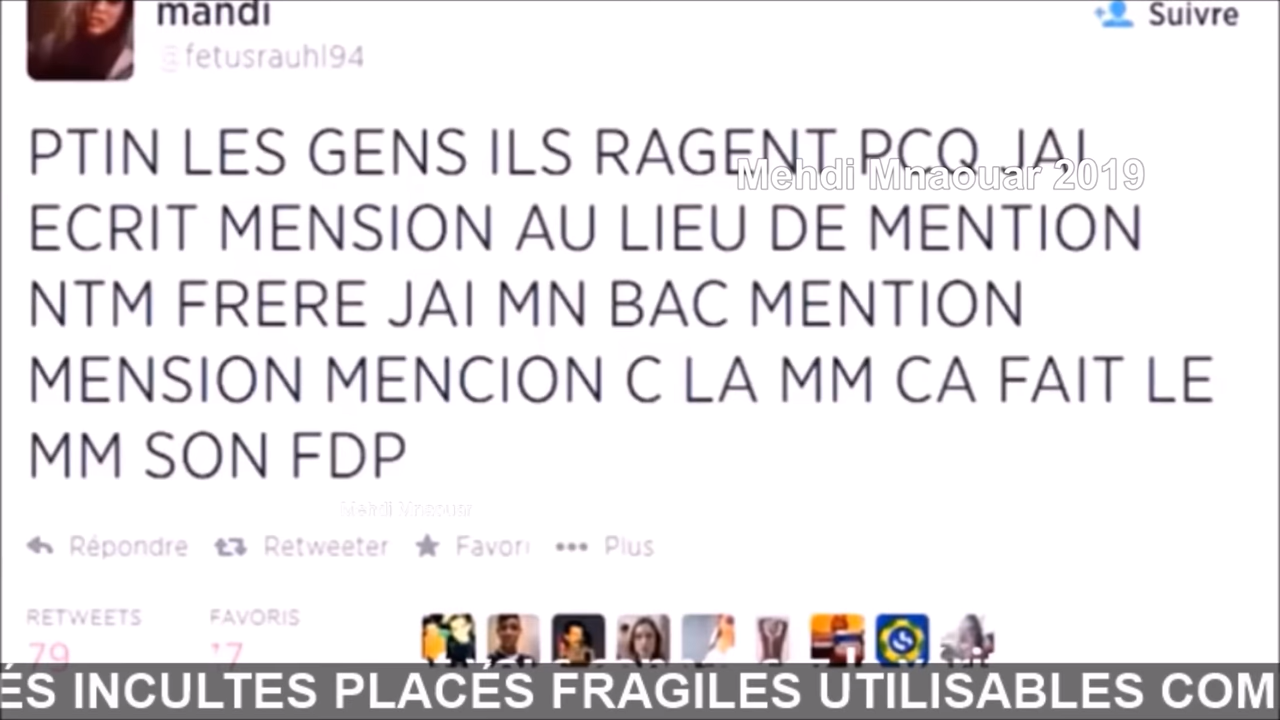 mandi
Suivre
@fetusrauhl94
PTIN LES GENS ILS RAGENT PCQ JAI
Mehdi Mnaouar 2019
ECRIT MENSION AU LIEU DE MENTION
NTM FRERE JAI MN BAC MENTION
MENSION MENCION C LA MM CA FAIT LE
MM SON FDP
Mehdi Mnaouar
Répondre Retweeter Favori Plus
RETWEETS FAVORIS
79 17
ÉS INCULTES PLACÉS FRAGILES UTILISABLES COM